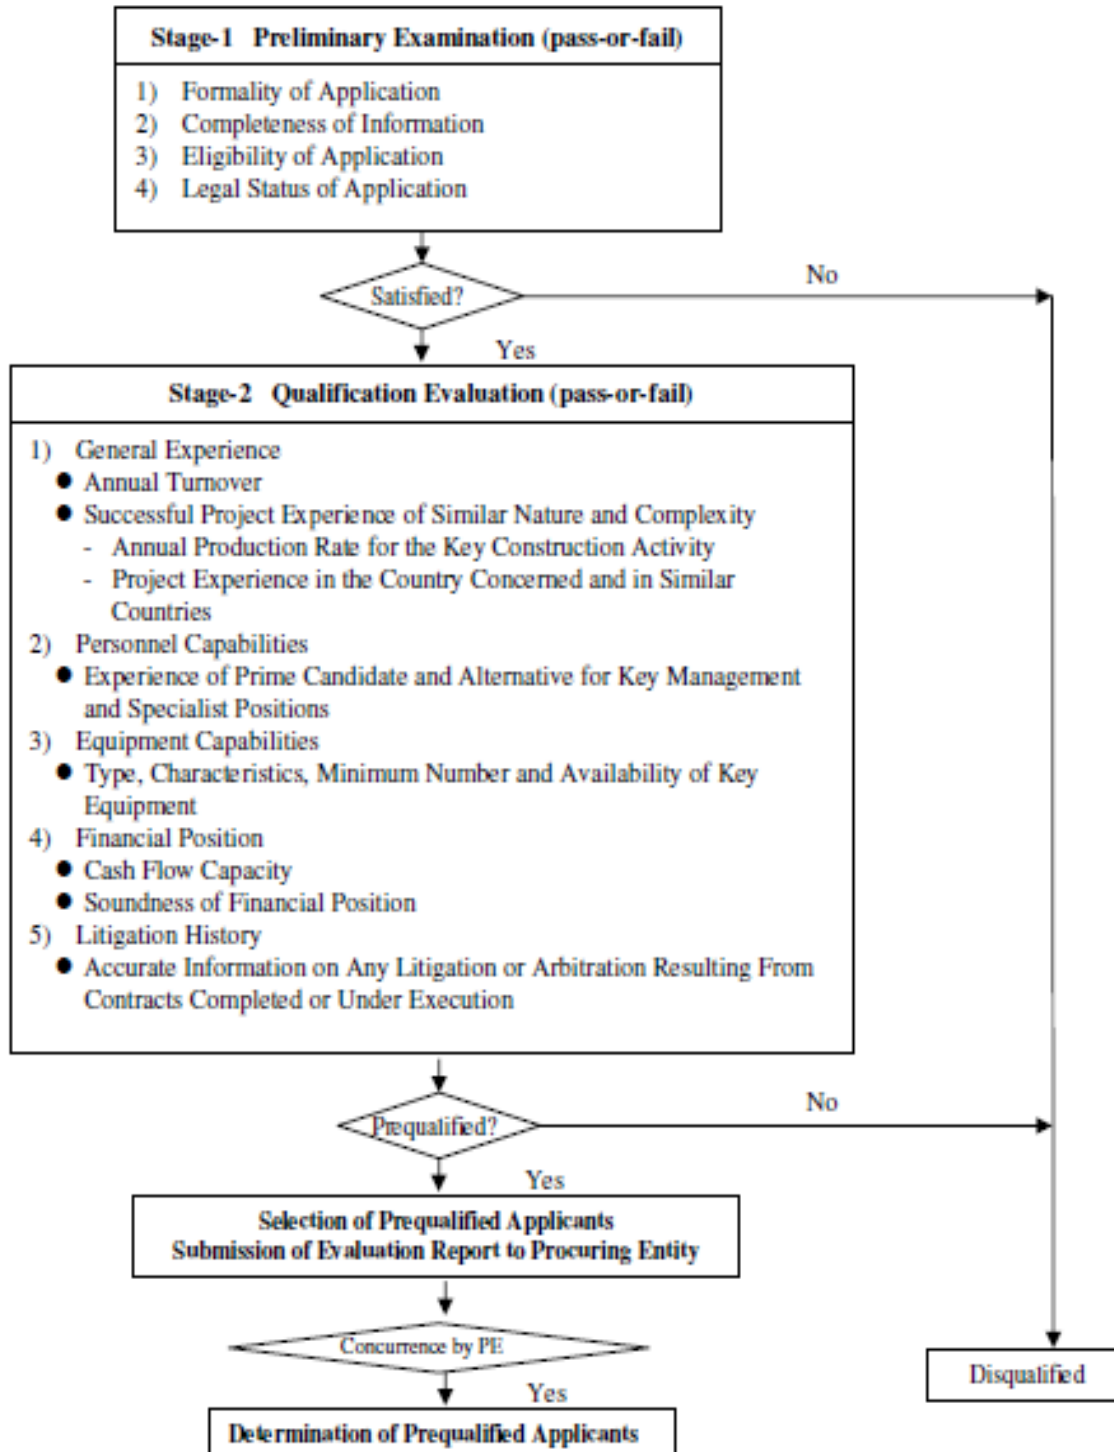 Stage-1 Preliminary Examination (pass-or-fail)
1) Formality of Application
2) Completeness of Information
3) Eligibility of Application
4) Legal Status of Application
Satisfied?
No
Yes
Stage-2 Qualification Evaluation (pass-or-fail)
1) General Experience
● Annual Turnover
● Successful Project Experience of Similar Nature and Complexity
- Annual Production Rate for the Key Construction Activity
- Project Experience in the Country Concerned and in Similar
Countries
2) Personnel Capabilities
● Experience of Prime Candidate and Alternative for Key Management
and Specialist Positions
3) Equipment Capabilities
● Type, Characteristics, Minimum Number and Availability of Key
Equipment
4) Financial Position
● Cash Flow Capacity
● Soundness of Financial Position
5) Litigation History
● Accurate Information on Any Litigation or Arbitration Resulting From
Contracts Completed or Under Execution
Prequalified?
No
Yes
Selection of Prequalified Applicants
Submission of Evaluation Report to Procuring Entity
Concurrence by PE
Disqualified
Yes
Determination of Prequalified Applicants